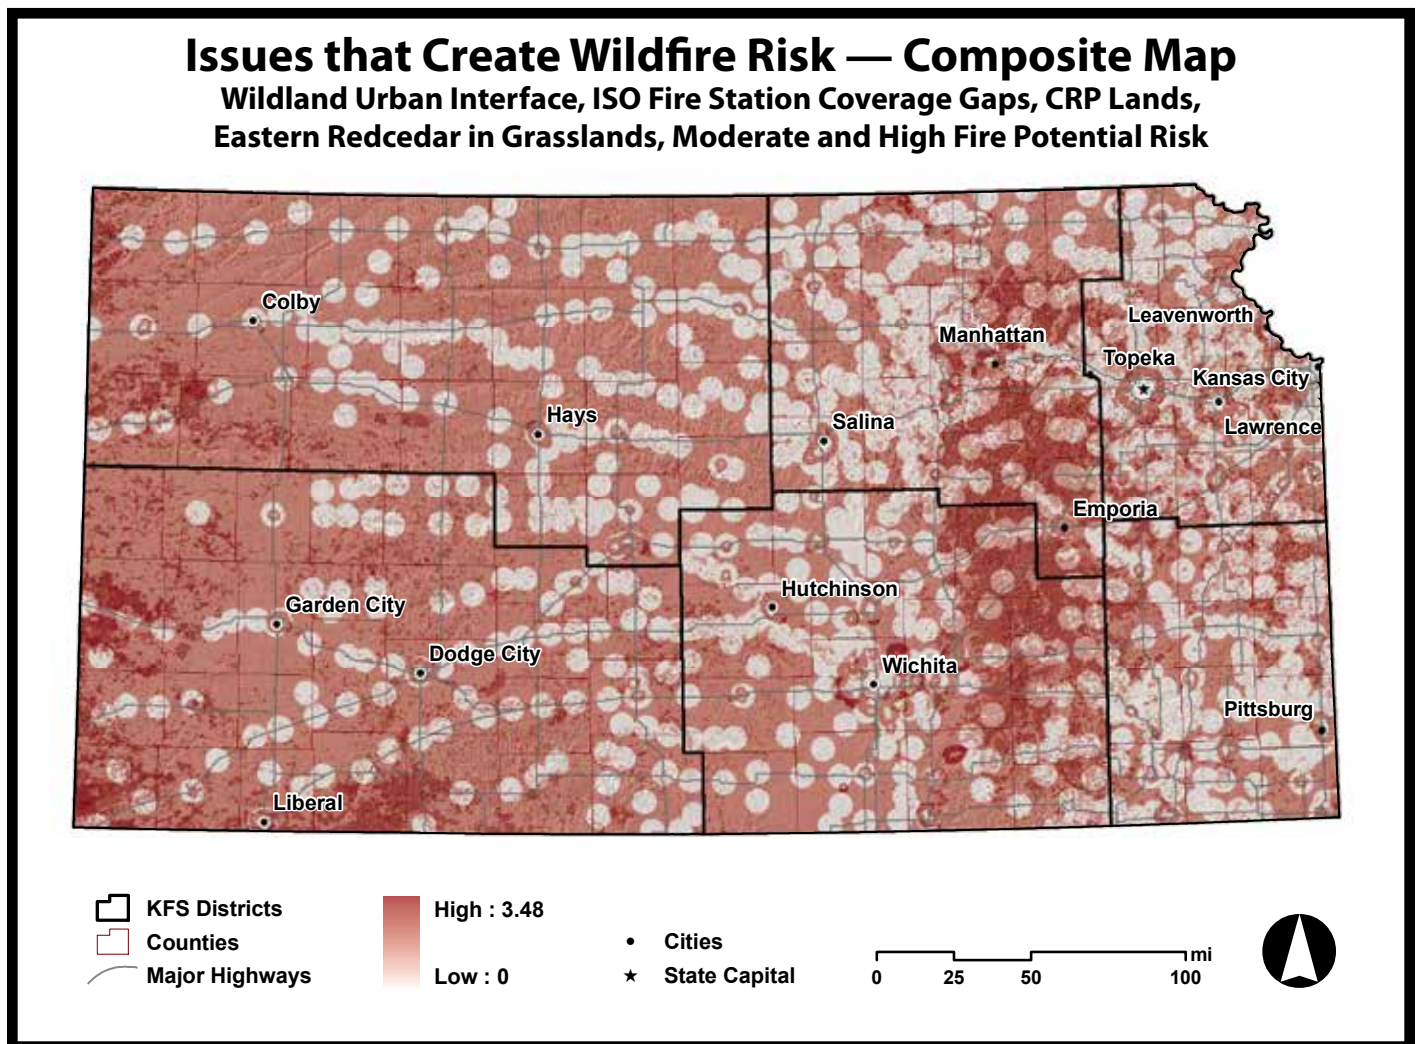 Issues that Create Wildfire Risk — Composite Map
Wildland Urban Interface, ISO Fire Station Coverage Gaps, CRP Lands,
Eastern Redcedar in Grasslands, Moderate and High Fire Potential Risk
Colby
Leavenworth
Manhattan
Topeka
Kansas City
Hays
Salina
Lawrence
Emporia
Hutchinson
Garden City
Dodge City
Wichita
Pittsburg
Liberal
KFS Districts
Counties
Major Highways
High : 3.48
Low : 0
Cities
State Capital
mi
0 25 50 100